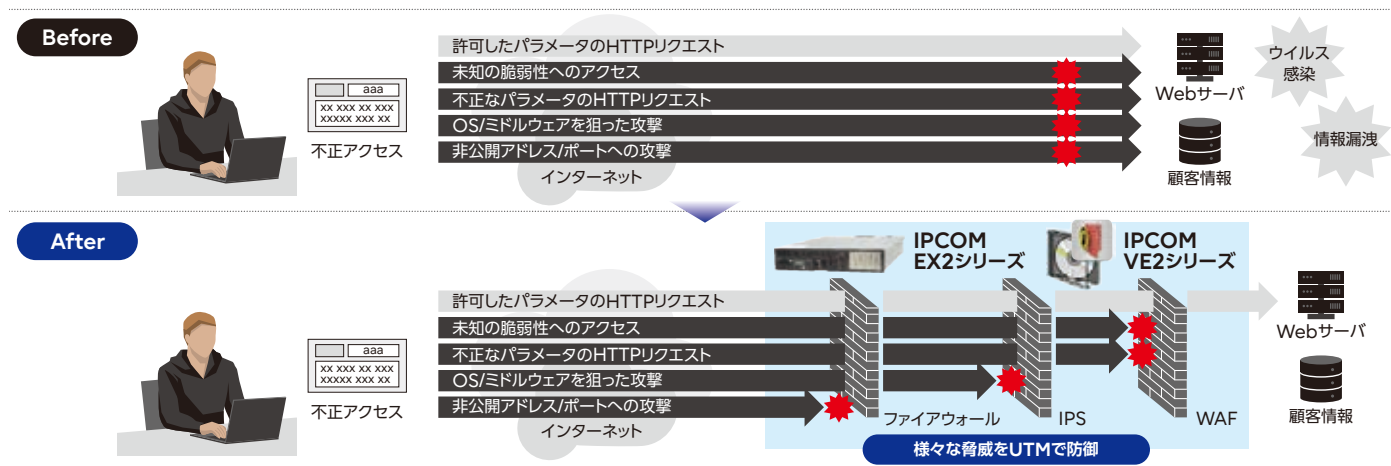 Before
aaa
xx xxx xx xxx
xxxxx xxx xx
不正アクセス
許可したパラメータのHTTPリクエスト
未知の脆弱性へのアクセス
不正なパラメータのHTTPリクエスト
OS/ミドルウェアを狙った攻撃
非公開アドレス/ポートへの攻撃
インターネット
Webサーバ
顧客情報
ウイルス
感染
情報漏洩
After
aaa
xx xxx xx xxx
xxxxx xxx xx
不正アクセス
許可したパラメータのHTTPリクエスト
未知の脆弱性へのアクセス
不正なパラメータのHTTPリクエスト
OS/ミドルウェアを狙った攻撃
非公開アドレス/ポートへの攻撃
インターネット
IPCOM
EX2シリーズ
IPCOM
VE2シリーズ
ファイアウォール
IPS
WAF
様々な脅威をUTMで防御
Webサーバ
顧客情報